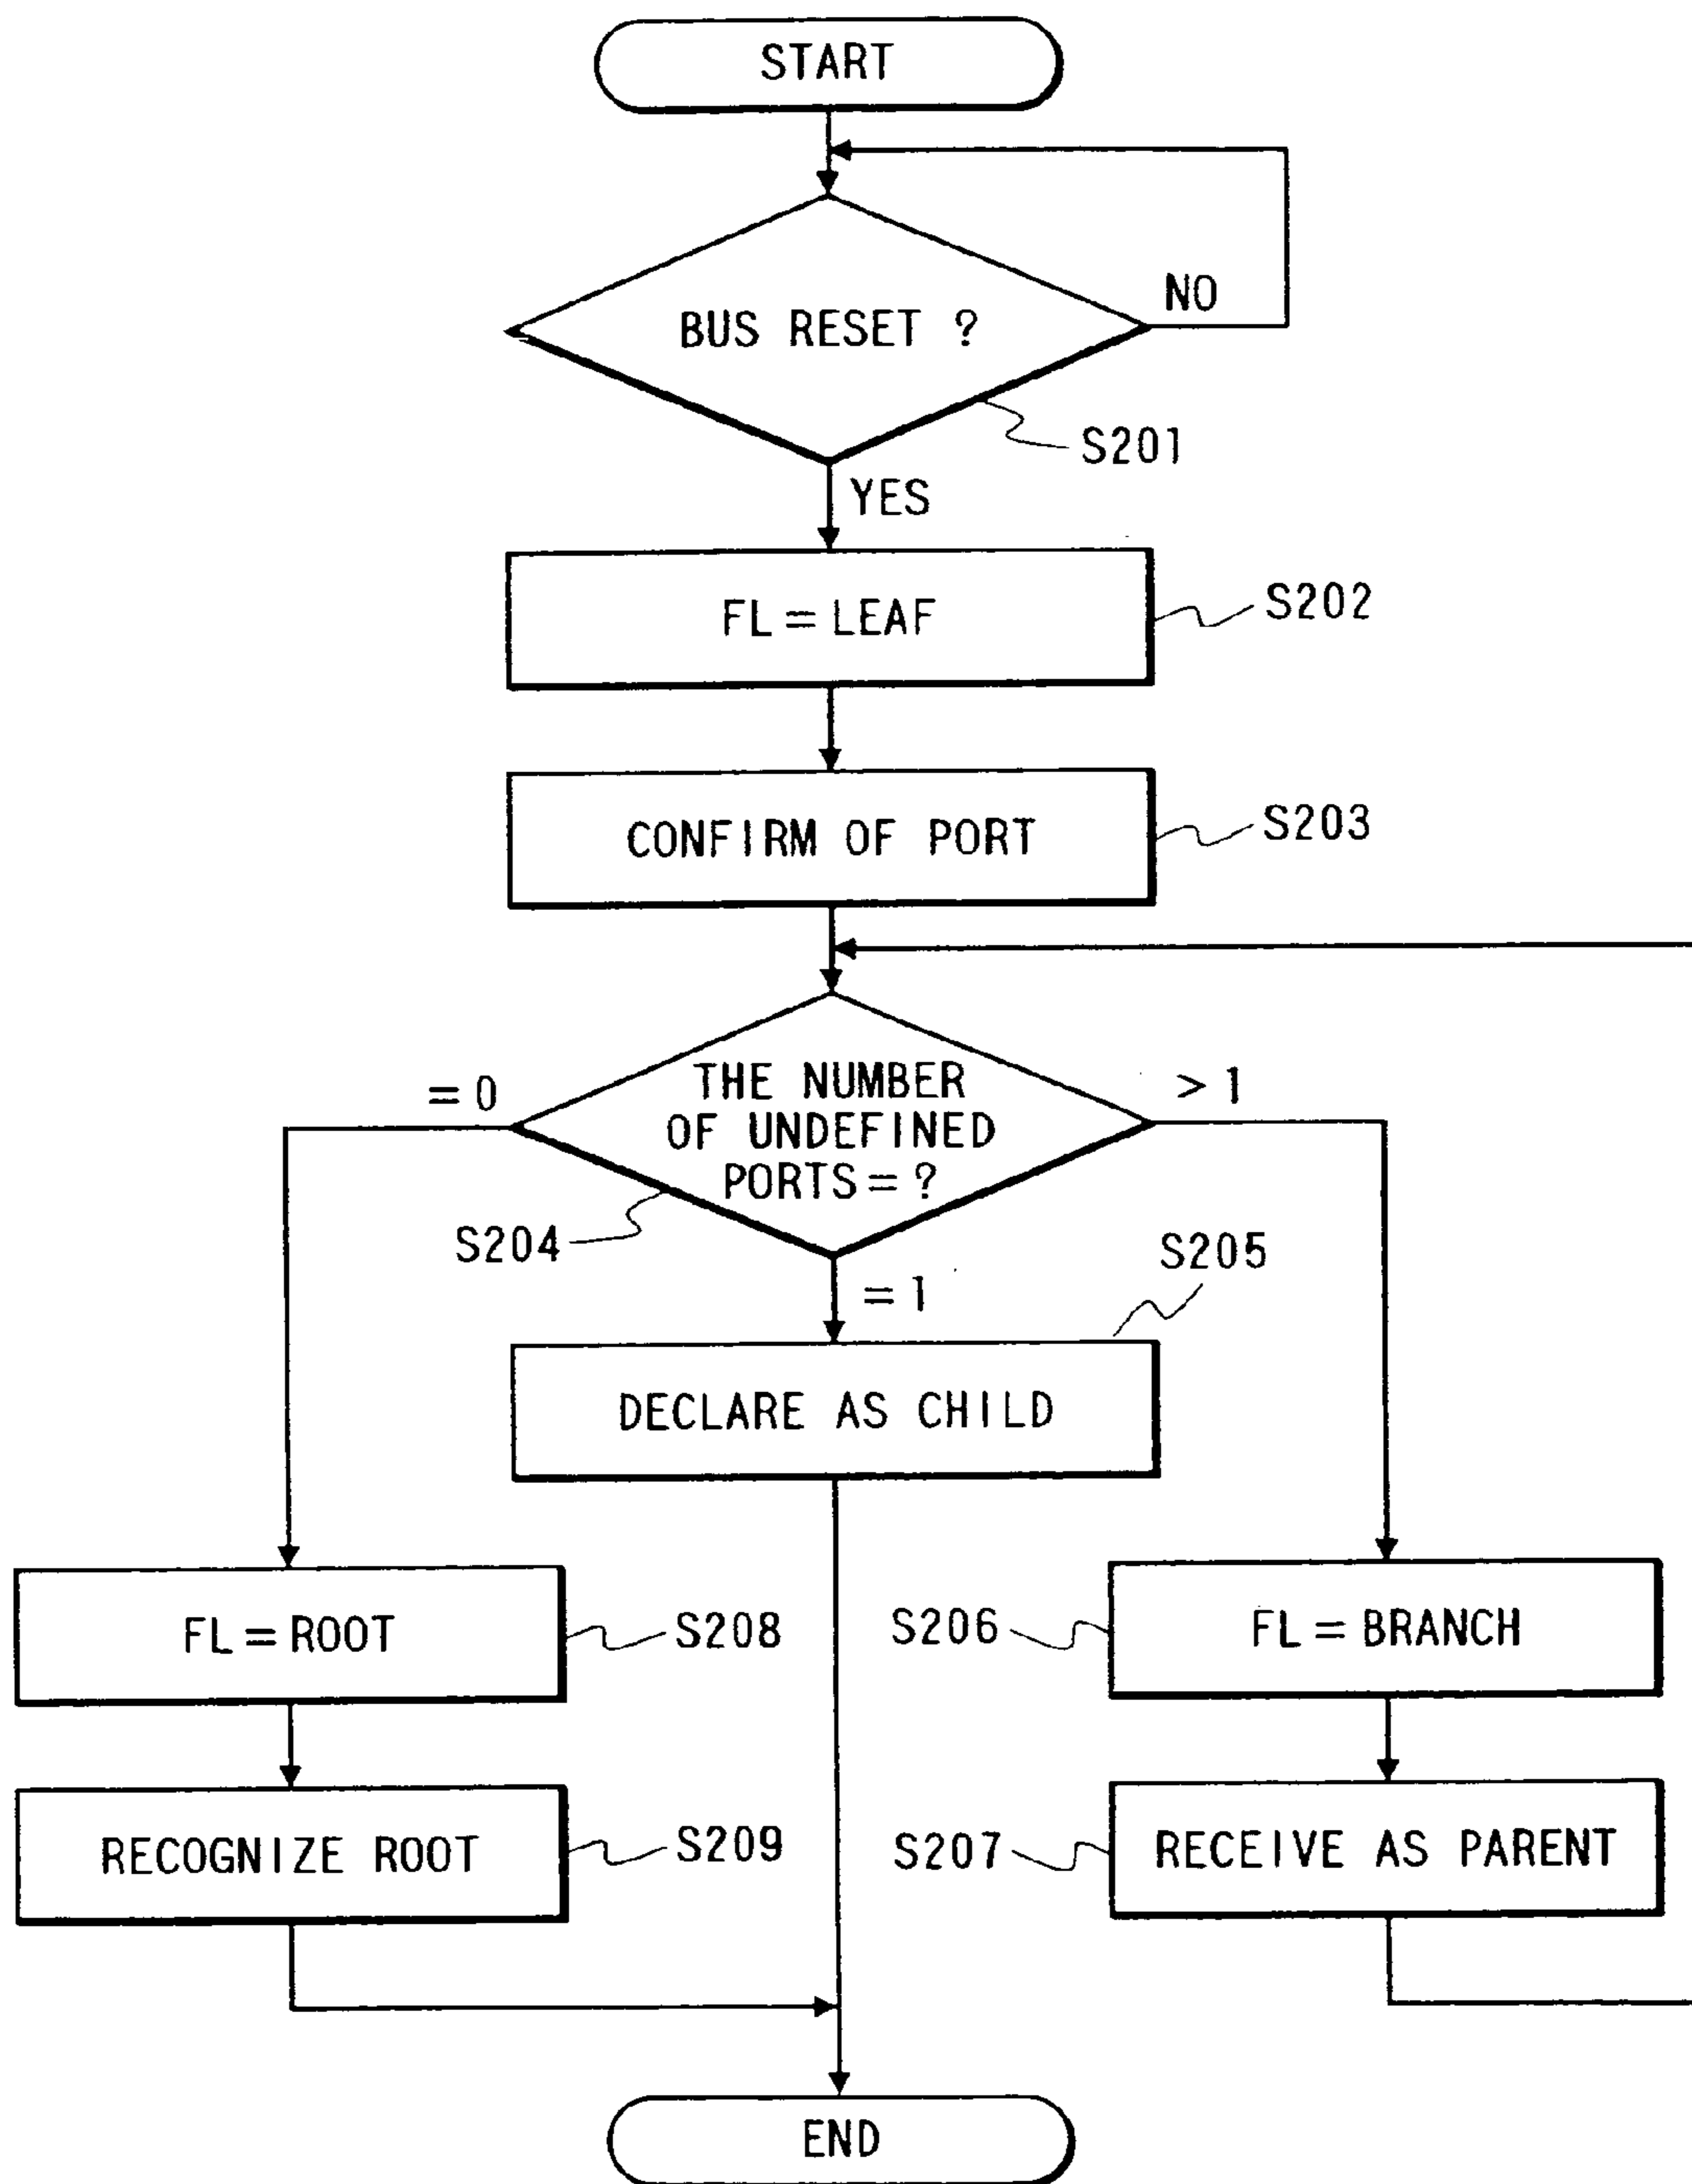 START
NO
BUS RESET ?
S201
YES
FL = LEAF
S202
CONFIRM OF PORT
S203
= 0
THE NUMBER
OF UNDEFINED
PORTS = ?
> 1
S204
S205
= 1
DECLARE AS CHILD
FL = ROOT
S208
S206
FL = BRANCH
RECOGNIZE ROOT
S209
S207
RECEIVE AS PARENT
END